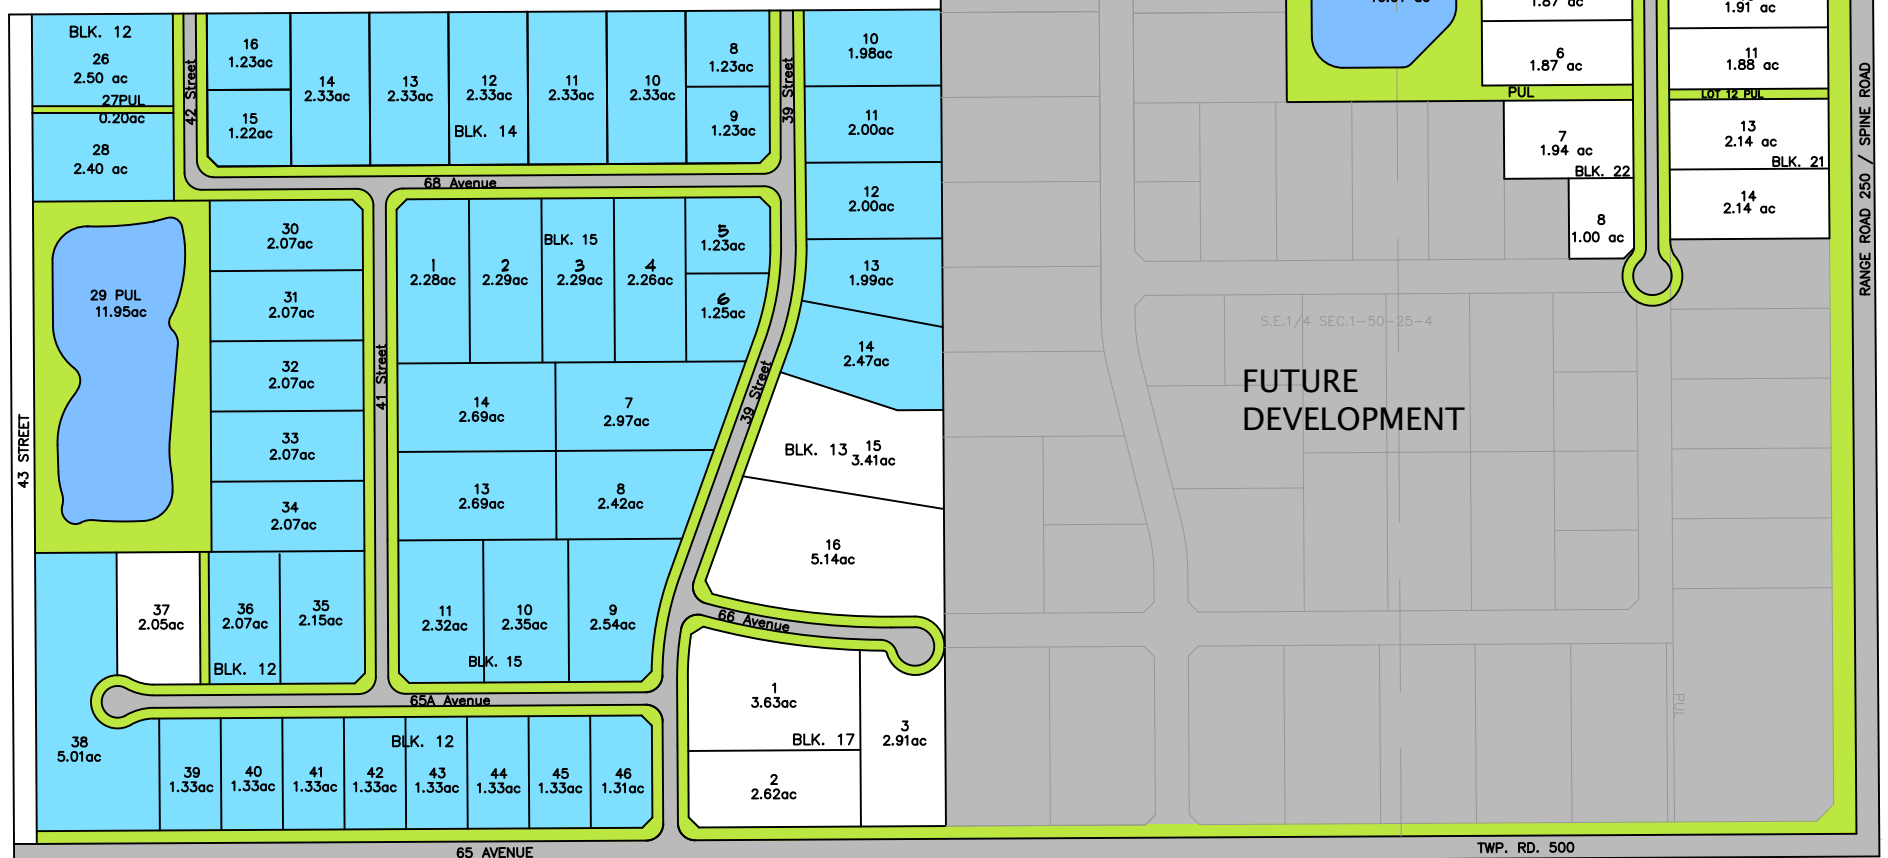 BLK. 12
26
2.50 ac
27PUL
0.20ac
28
2.40 ac
42 Street
16
1.23ac
15
1.22ac
14
2.33ac
13
2.33ac
12
2.33ac
BLK. 14
11
2.33ac
10
2.33ac
8
1.23ac
9
1.23ac
39 Street
10
1.98ac
11
2.00ac
12
2.00ac
13
1.99ac
14
2.47ac
68 Avenue
29 PUL
11.95ac
30
2.07ac
31
2.07ac
32
2.07ac
33
2.07ac
34
2.07ac
43 STREET
41 Street
1
2.28ac
2
2.29ac
BLK. 15
3
2.29ac
4
2.26ac
5
1.23ac
6
1.25ac
14
2.69ac
7
2.97ac
13
2.69ac
8
2.42ac
39 Street
BLK. 13
15
3.41ac
16
5.14ac
37
2.05ac
36
2.07ac
35
2.15ac
BLK. 12
11
2.32ac
10
2.35ac
9
2.54ac
BLK. 15
66 Avenue
65A Avenue
38
5.01ac
39
1.33ac
40
1.33ac
41
1.33ac
42
1.33ac
BLK. 12
43
1.33ac
44
1.33ac
45
1.33ac
46
1.31ac
1
3.63ac
BLK. 17
2
2.62ac
3
2.91ac
65 AVENUE
1.87 ac
6
1.87 ac
PUL
7
1.94 ac
BLK. 22
8
1.00 ac
1.91 ac
11
1.88 ac
LOT 12 PUL
13
2.14 ac
BLK. 21
14
2.14 ac
RANGE ROAD 250 / SPINE ROAD
S.E.1/4 SEC.1-50-25-4
FUTURE
DEVELOPMENT
PUL
TWP. RD. 500